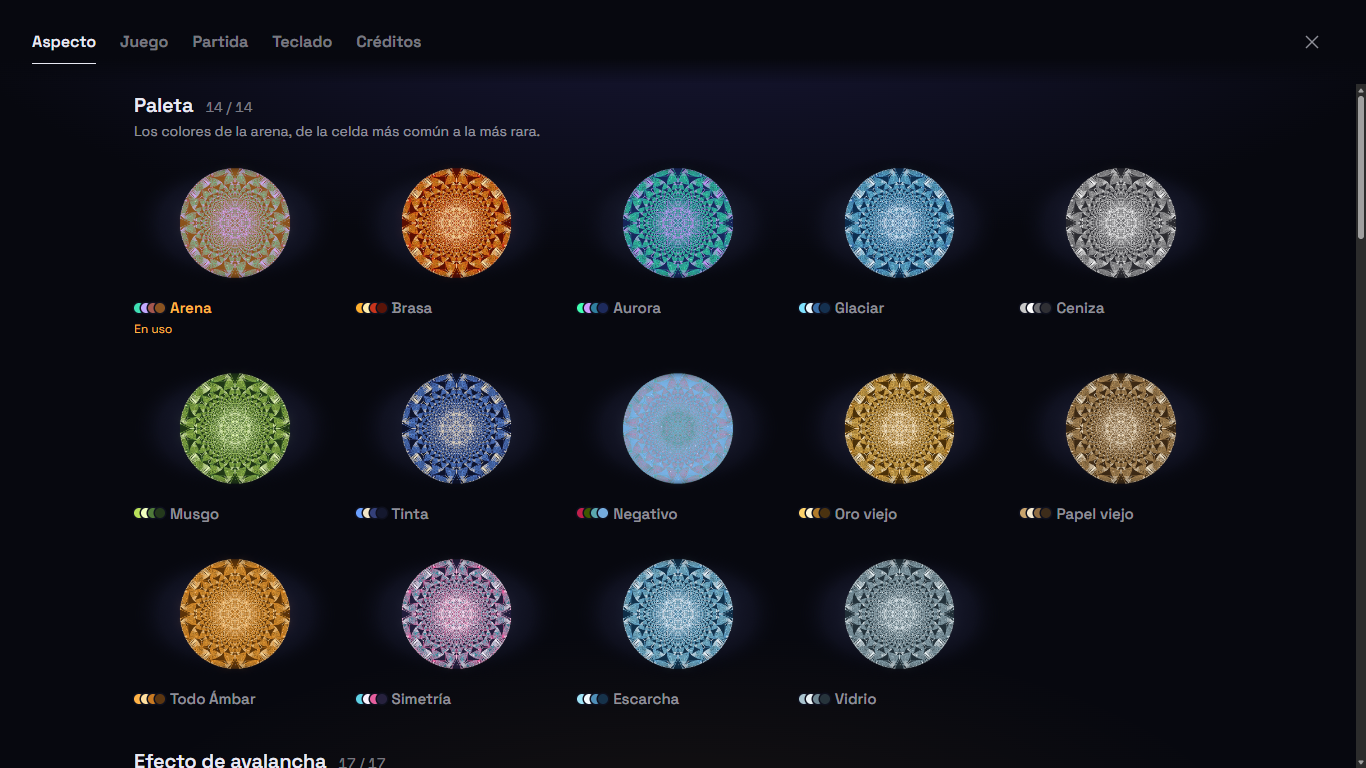 Aspecto Juego Partida Teclado Créditos
Paleta 14 / 14
Los colores de la arena, de la celda más común a la más rara.
Arena Brasa Aurora Glaciar Ceniza
En uso
Musgo Tinta Negativo Oro viejo Papel viejo
Todo Ámbar Simetría Escarcha Vidrio
Efecto de avalancha 17 / 17